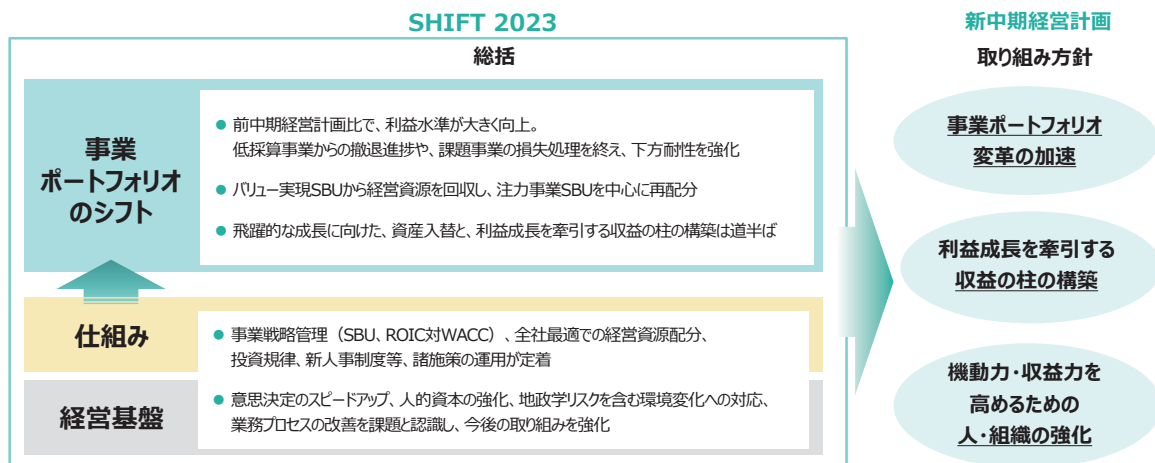 SHIFT 2023
総括
事業
ポートフォリオ
のシフト
● 前中期経営計画比で、利益水準が大きく向上。
低採算事業からの撤退進捗や、課題事業の損失処理を終え、下方耐性を強化
● バリュー実現SBUから経営資源を回収し、注力事業SBUを中心に再配分
● 飛躍的な成長に向けた、資産入替と、利益成長を牽引する収益の柱の構築は道半ば
仕組み
● 事業戦略管理（SBU、ROIC対WACC）、全社最適での経営資源配分、
投資規律、新人事制度等、諸施策の運用が定着
経営基盤
● 意思決定のスピードアップ、人的資本の強化、地政学リスクを含む環境変化への対応、
業務プロセスの改善を課題と認識し、今後の取り組みを強化
新中期経営計画
取り組み方針
事業ポートフォリオ
変革の加速
利益成長を牽引する
収益の柱の構築
機動力・収益力を
高めるための
人・組織の強化